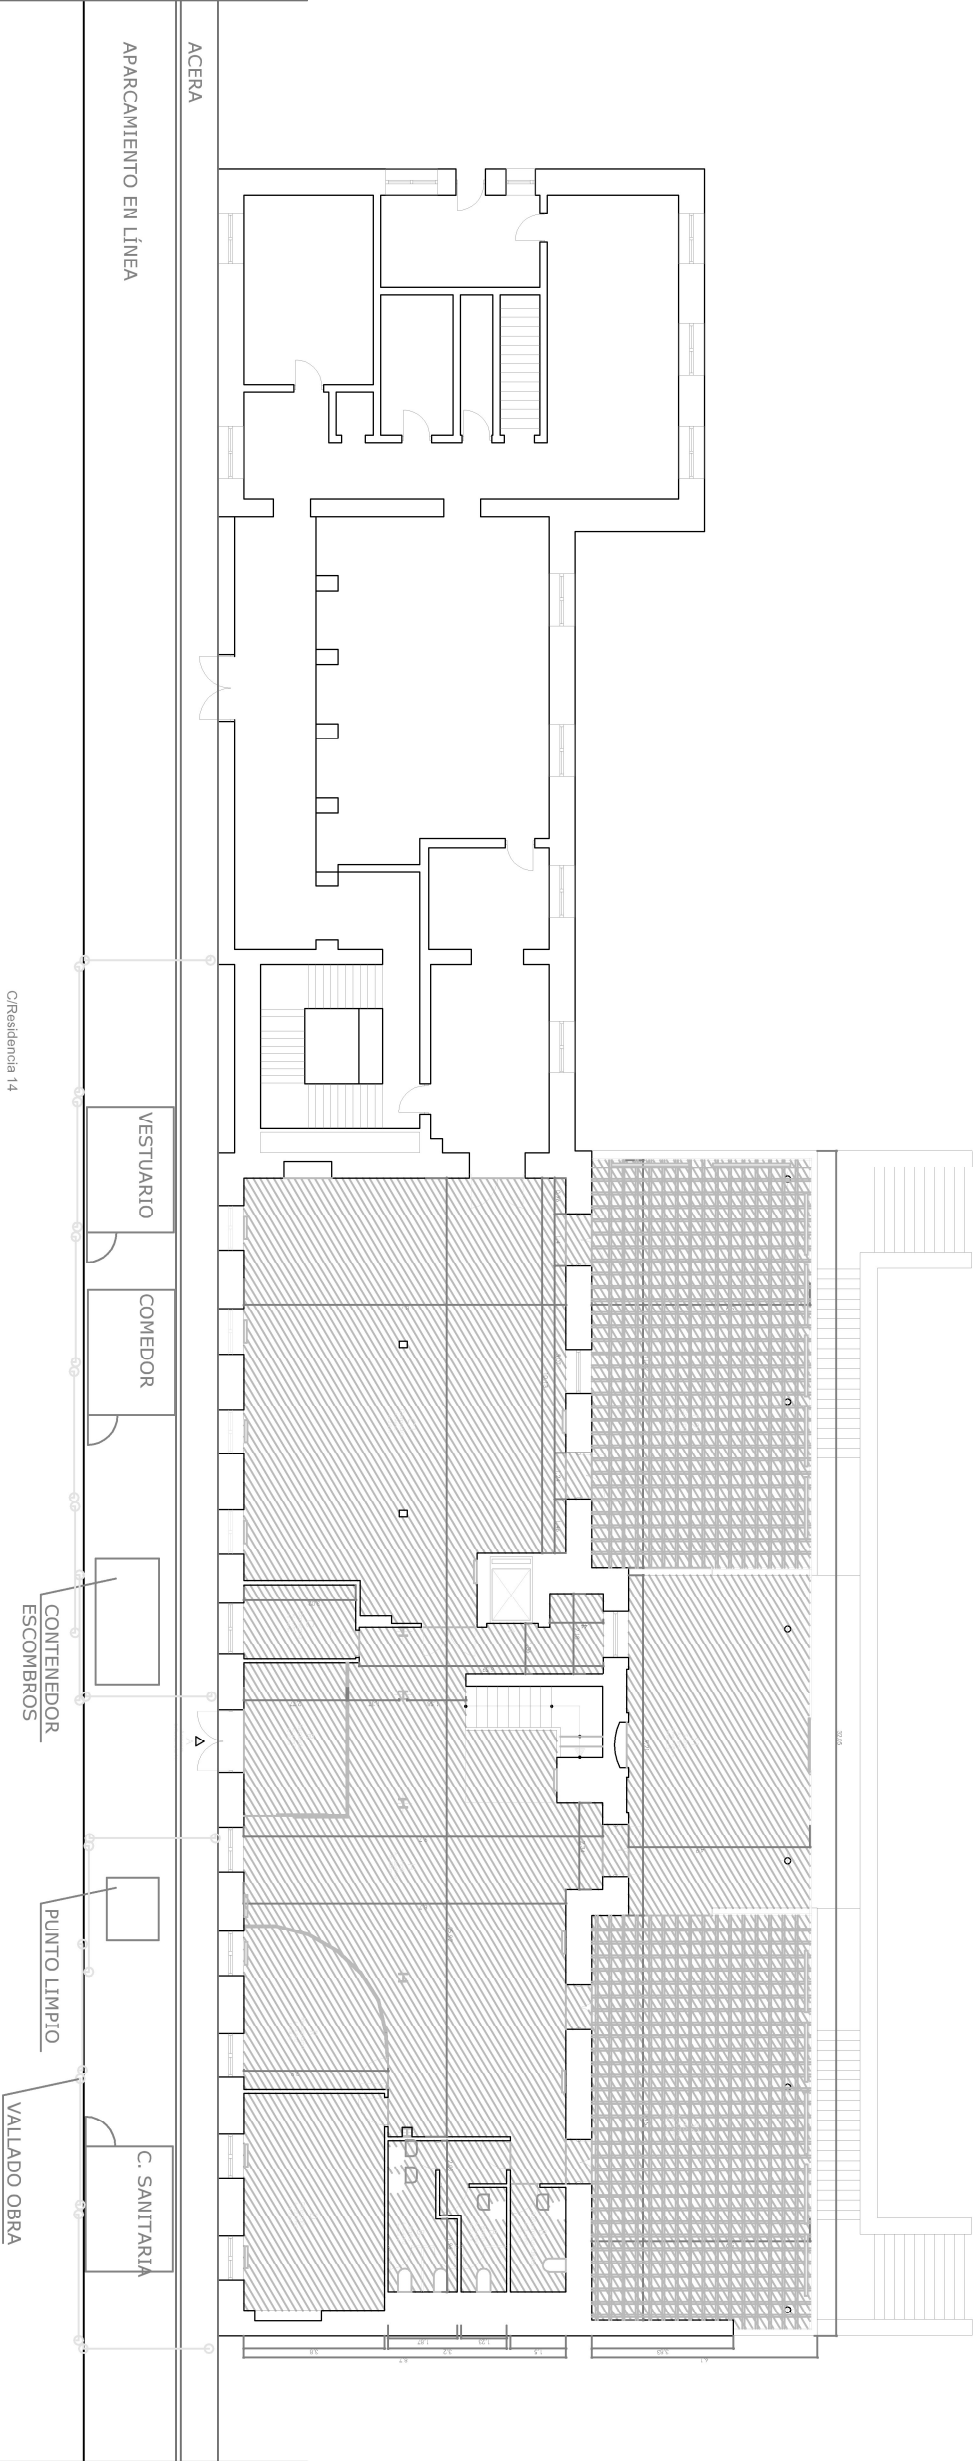 ACERA
APARCAMIENTO EN LÍNEA
C/Residencia 14
VESTUARIO
COMEDOR
CONTENEDOR
ESCOMBROS
PUNTO LIMPIO
VALLADO OBRA
C. SANITARIA